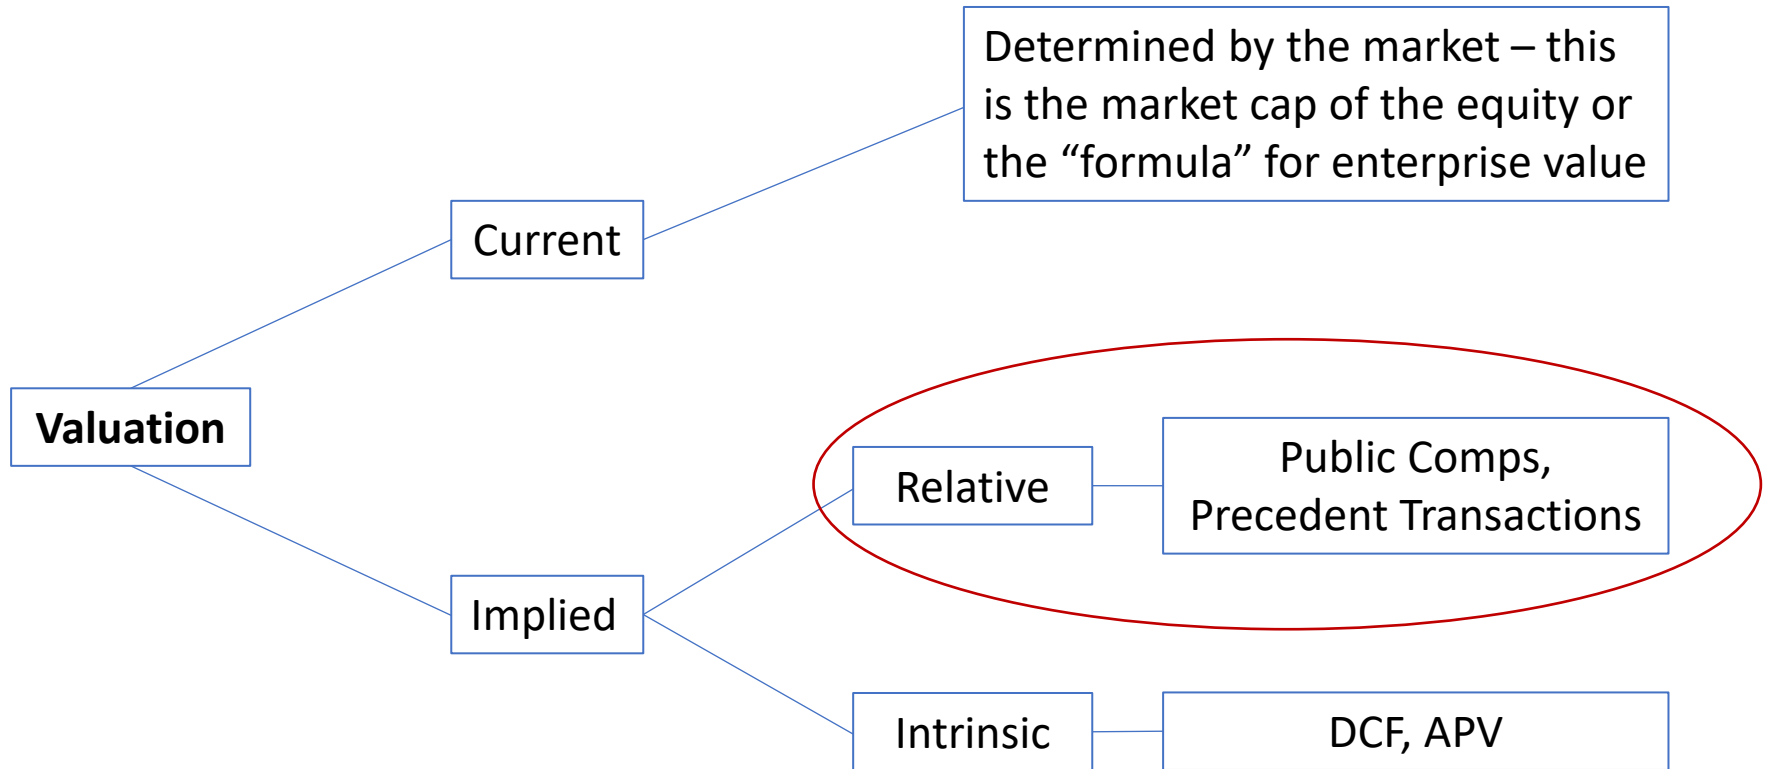 Determined by the market – this
is the market cap of the equity or
the “formula” for enterprise value
Current
Valuation
Relative
Public Comps,
Precedent Transactions
Implied
Intrinsic
DCF, APV